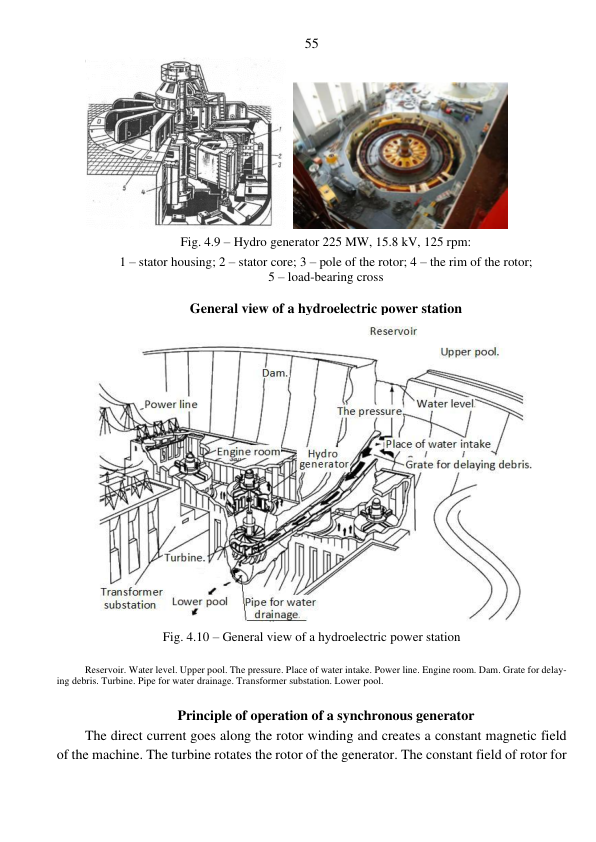 55
1
2
3
4
5
Fig. 4.9 – Hydro generator 225 MW, 15.8 kV, 125 rpm:
1 – stator housing; 2 – stator core; 3 – pole of the rotor; 4 – the rim of the rotor;
5 – load-bearing cross
General view of a hydroelectric power station
Reservoir
Upper pool.
Dam.
Power line
Water level
The pressure
Place of water intake
Engine room
Hydro
generator
Grate for delaying debris.
Turbine.
Transformer
substation
Lower pool
Pipe for water
drainage.
Fig. 4.10 – General view of a hydroelectric power station
Reservoir. Water level. Upper pool. The pressure. Place of water intake. Power line. Engine room. Dam. Grate for delay-
ing debris. Turbine. Pipe for water drainage. Transformer substation. Lower pool.
Principle of operation of a synchronous generator
The direct current goes along the rotor winding and creates a constant magnetic field
of the machine. The turbine rotates the rotor of the generator. The constant field of rotor for